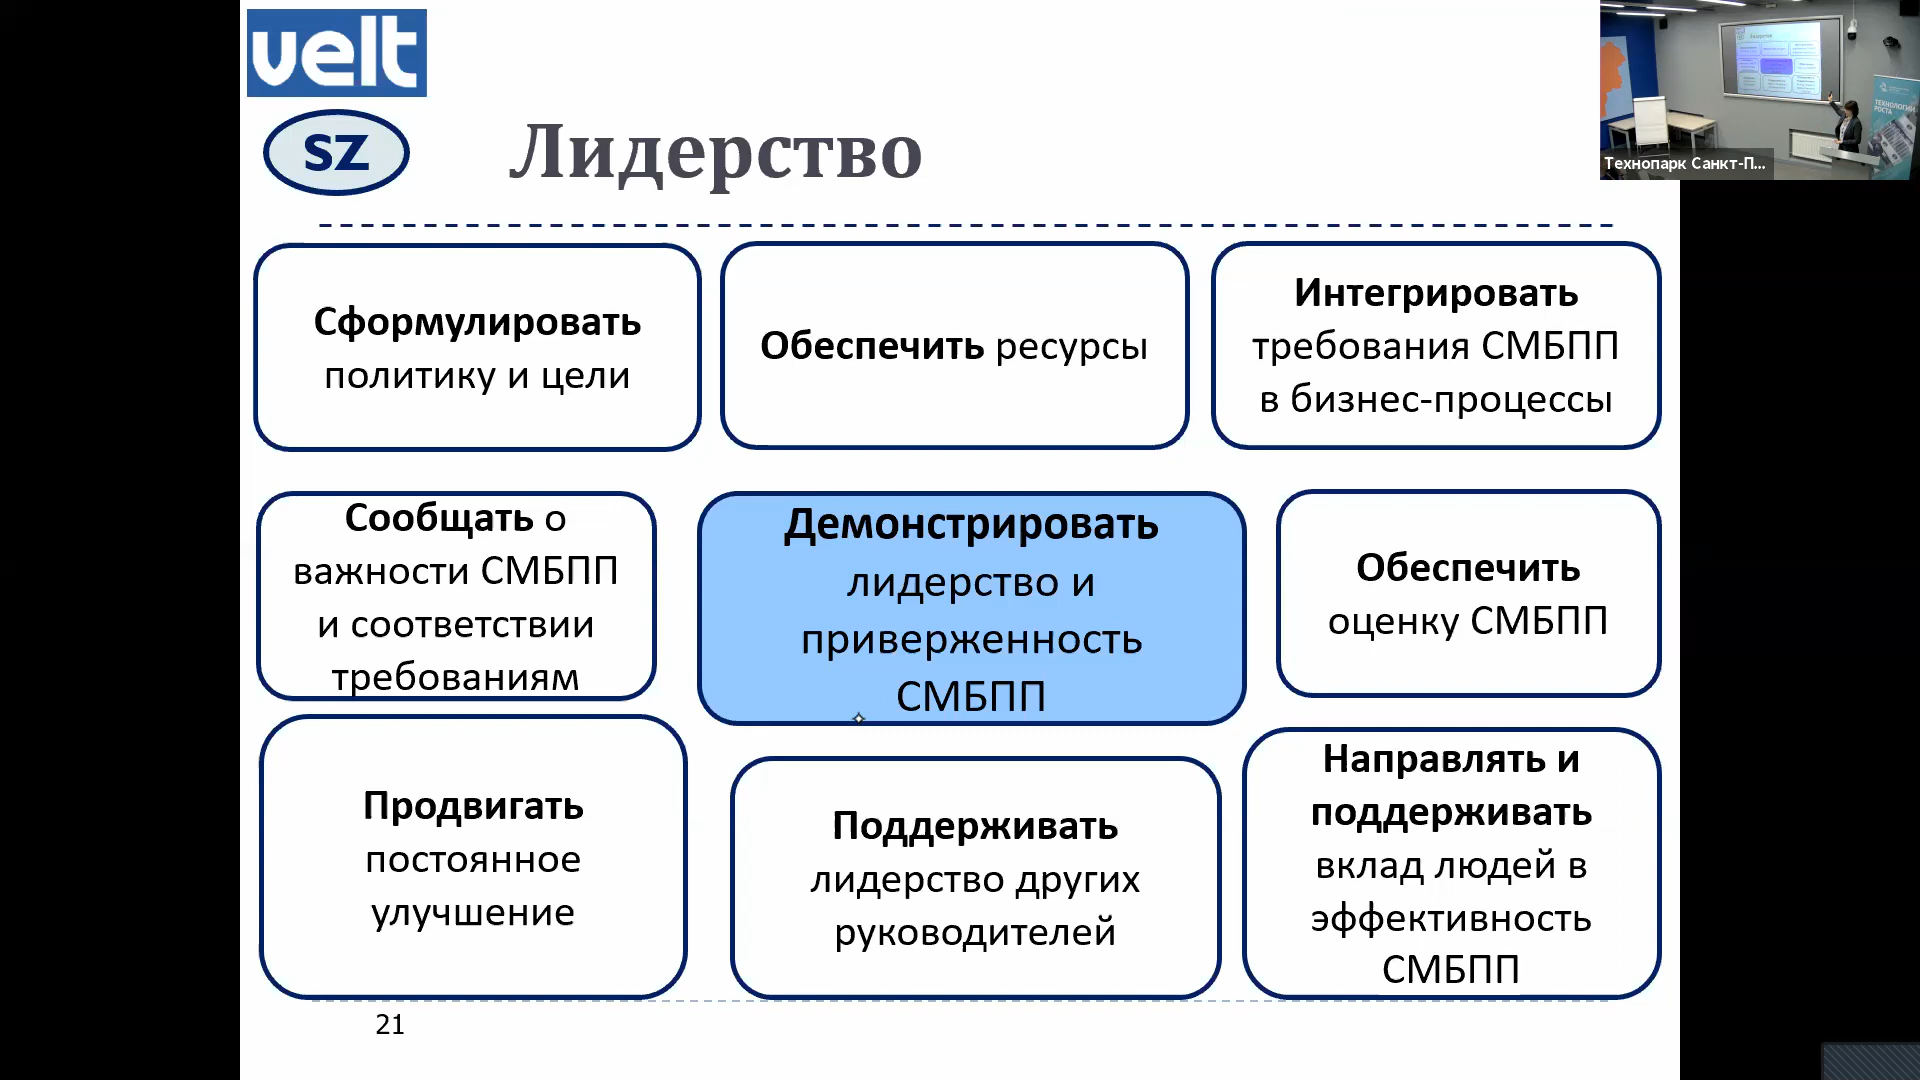 velt
SZ
Лидерство
Сформулировать
политику и цели
Обеспечить ресурсы
Интегрировать
требования СМБПП
в бизнес-процессы
Сообщать о
важности СМБПП
и соответствии
требованиям
Демонстрировать
лидерство и
приверженность
СМБПП
Обеспечить
оценку СМБПП
Продвигать
постоянное
улучшение
Поддерживать
лидерство других
руководителей
Направлять и
поддерживать
вклад людей в
эффективность
СМБПП
21
Технопарк Санкт-П...
ТЕХНОЛОГИИ
РОСТА